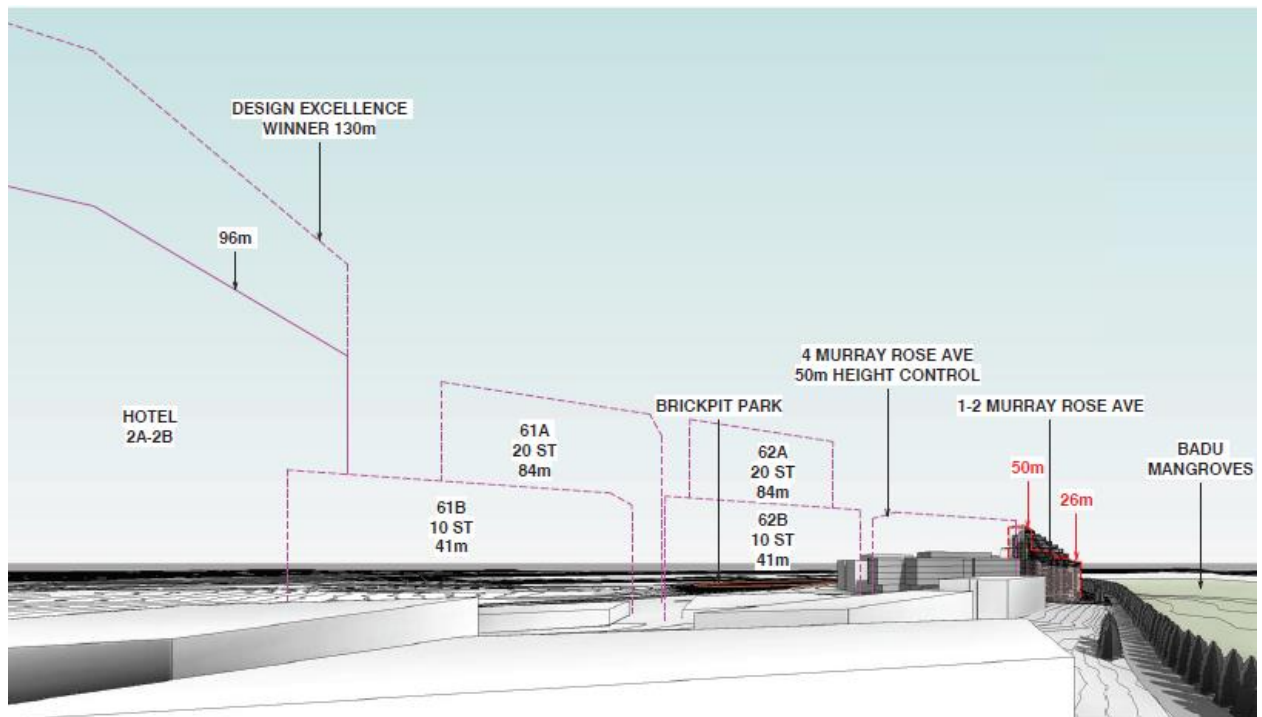 DESIGN EXCELLENCE
WINNER 130m
96m
HOTEL
2A-2B
61A
20 ST
84m
61B
10 ST
41m
BRICKPIT PARK
62A
20 ST
84m
62B
10 ST
41m
4 MURRAY ROSE AVE
50m HEIGHT CONTROL
1-2 MURRAY ROSE AVE
50m
26m
BADU
MANGROVES